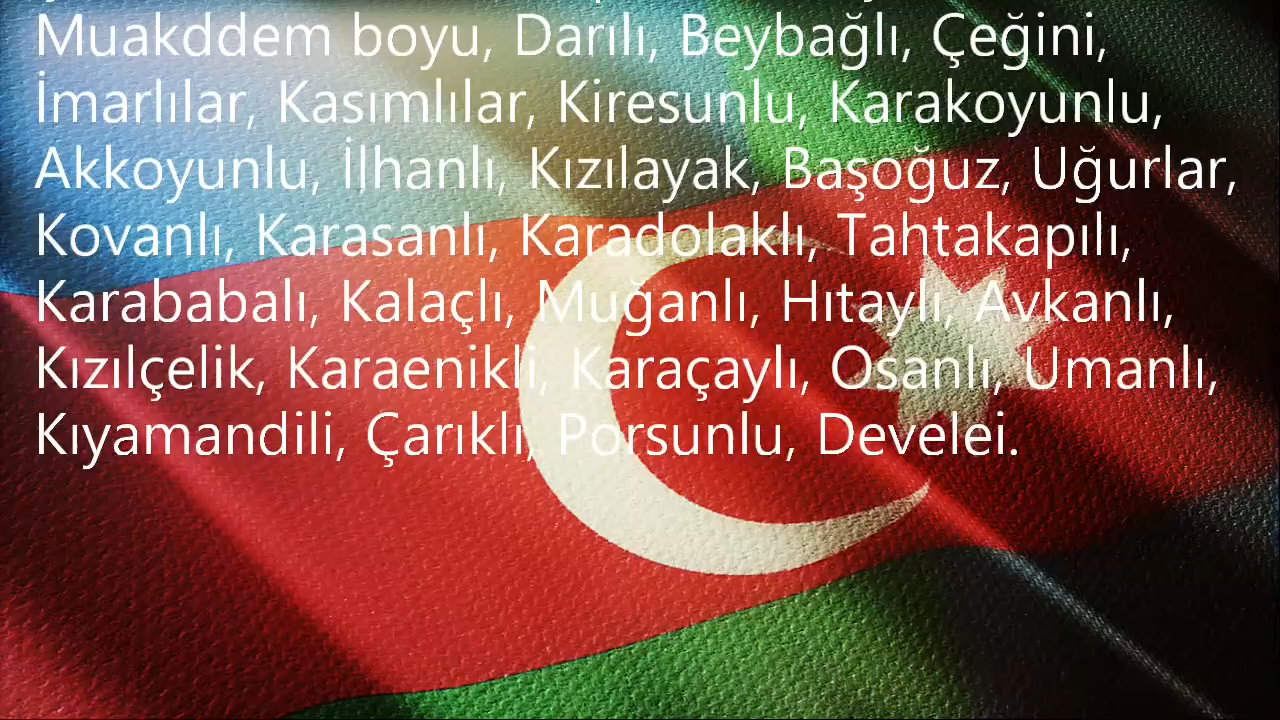 Muakddem boyu, Darılı, Beybağlı, Çeğini,
İmarlılar, Kasımlılar, Kiresunlu, Karakoyunlu,
Akkoyunlu, İlhanlı, Kızılayak, Başoğuz, Uğurlar,
Kovanlı, Karasanlı, Karadolaklı, Tahtakapılı,
Karababalı, Kalaçlı, Muğanlı, Hıtaylı, Avkanlı,
Kızılçelik, Karaenikli, Karaçaylı, Osanlı, Umanlı,
Kıyamandili, Çarıklı, Porsunlu, Develei.